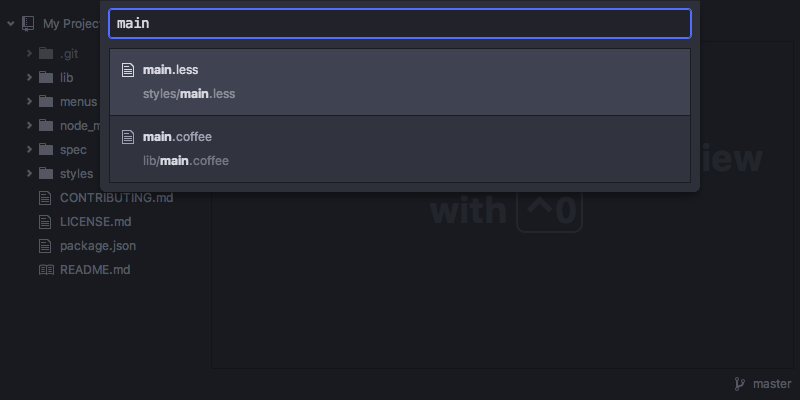 main
My Project
main.less
styles/main.less
main.coffee
lib/main.coffee
.git
lib
menus
node_m
spec
styles
CONTRIBUTING.md
LICENSE.md
package.json
README.md
iew
with ^0
master